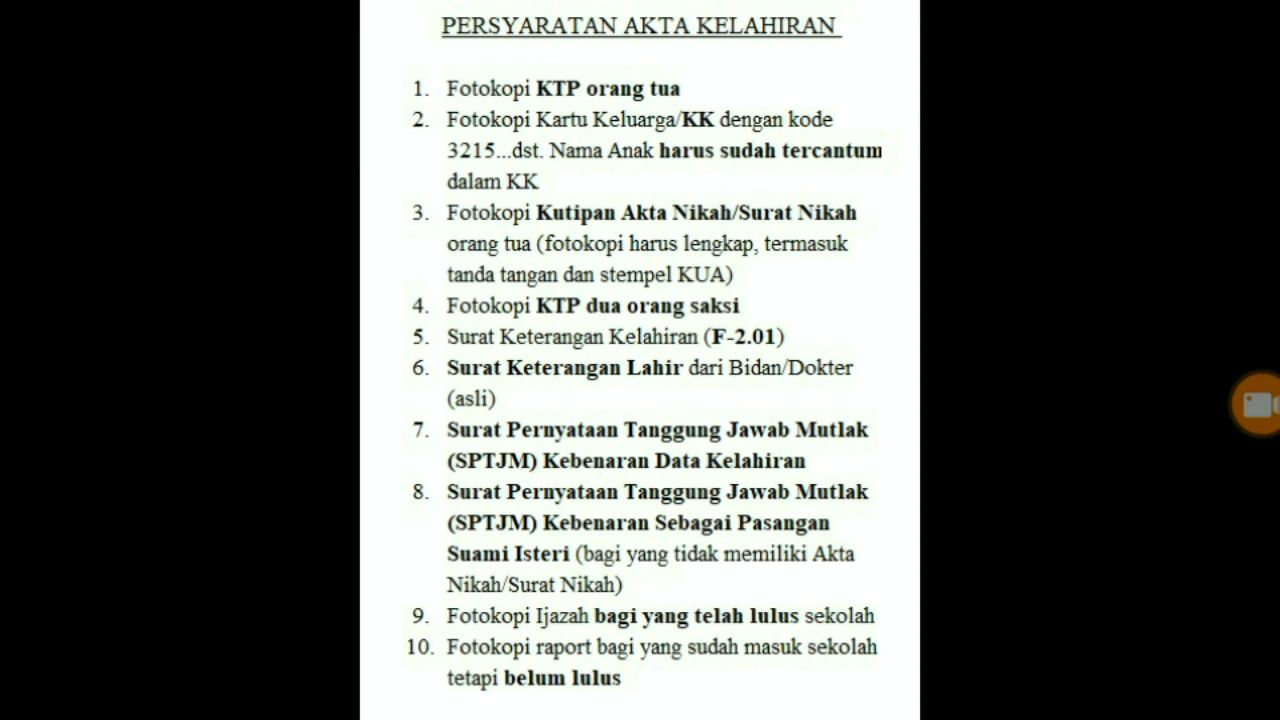 PERSYARATAN AKTA KELAHIRAN
1. Fotokopi KTP orang tua
2. Fotokopi Kartu Keluarga/KK dengan kode
3215...dst. Nama Anak harus sudah tercantum
dalam KK
3. Fotokopi Kutipan Akta Nikah/Surat Nikah
orang tua (fotokopi harus lengkap, termasuk
tanda tangan dan stempel KUA)
4. Fotokopi KTP dua orang saksi
5. Surat Keterangan Kelahiran (F-2.01)
6. Surat Keterangan Lahir dari Bidan/Dokter
(asli)
7. Surat Pernyataan Tanggung Jawab Mutlak
(SPTJM) Kebenaran Data Kelahiran
8. Surat Pernyataan Tanggung Jawab Mutlak
(SPTJM) Kebenaran Sebagai Pasangan
Suami Isteri (bagi yang tidak memiliki Akta
Nikah/Surat Nikah)
9. Fotokopi Ijazah bagi yang telah lulus sekolah
10. Fotokopi raport bagi yang sudah masuk sekolah
tetapi belum lulus